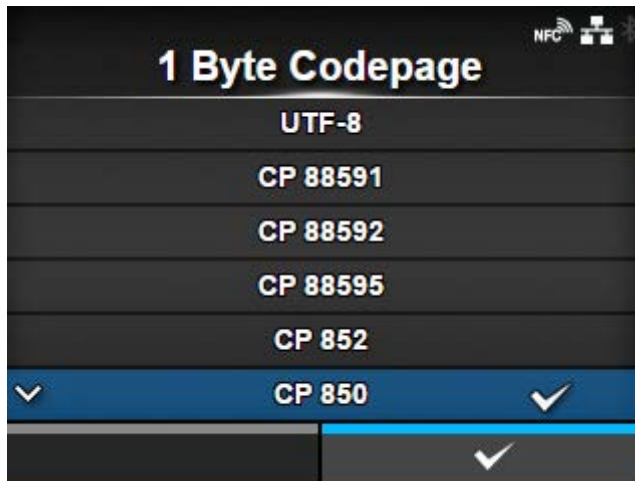 NFC
1 Byte Codepage
UTF-8
CP 88591
CP 88592
CP 88595
CP 852
CP 850